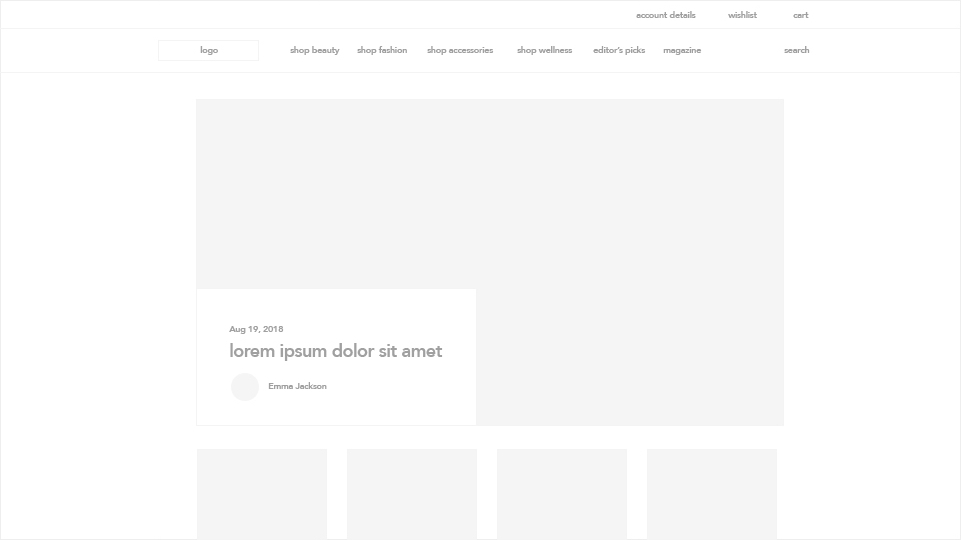 account details wishlist cart
logo shop beauty shop fashion shop accessories shop wellness editor's picks magazine search
Aug 19, 2018
lorem ipsum dolor sit amet
Emma Jackson